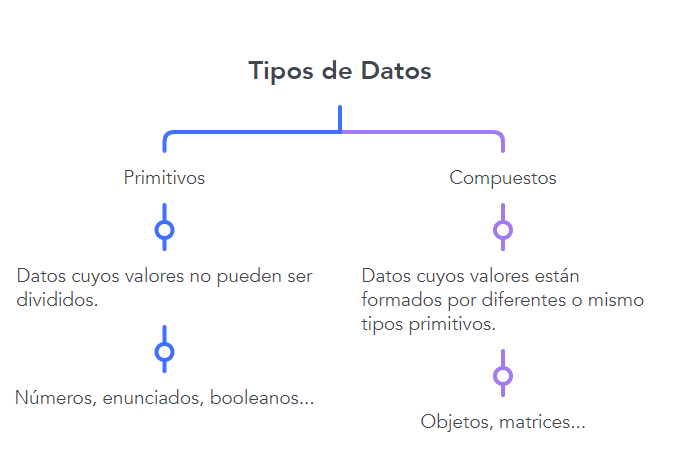 Tipos de Datos
Primitivos
Compuestos
Datos cuyos valores no pueden ser
divididos.
Datos cuyos valores están
formados por diferentes o mismo
tipos primitivos.
Números, enunciados, booleanos...
Objetos, matrices...